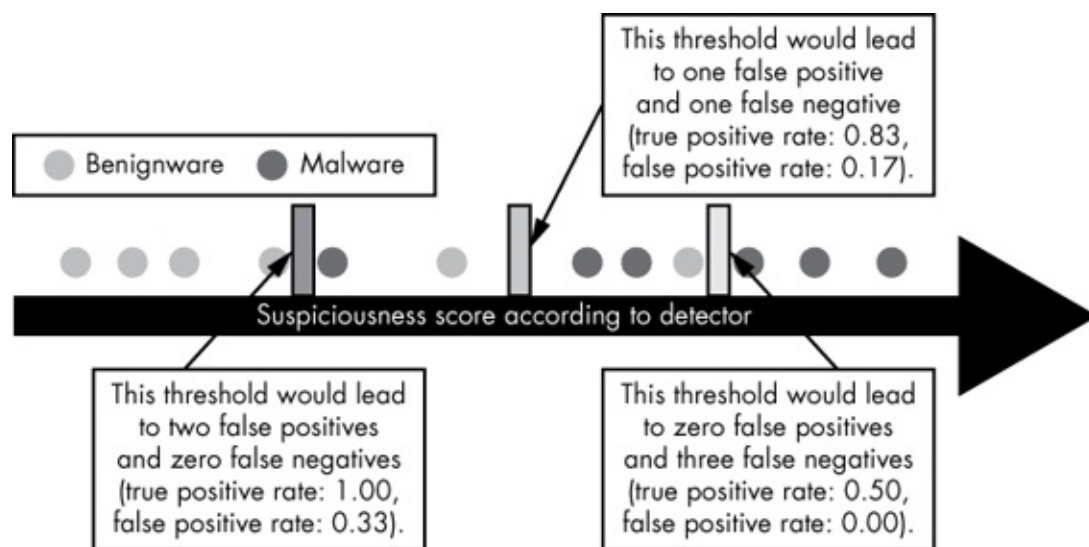 This threshold would lead
to one false positive
and one false negative
(true positive rate: 0.83,
false positive rate: 0.17).
Benignware
Malware
Suspiciousness score according to detector
This threshold would lead
to two false positives
and zero false negatives
(true positive rate: 1.00,
false positive rate: 0.33).
This threshold would lead
to zero false positives
and three false negatives
(true positive rate: 0.50,
false positive rate: 0.00).